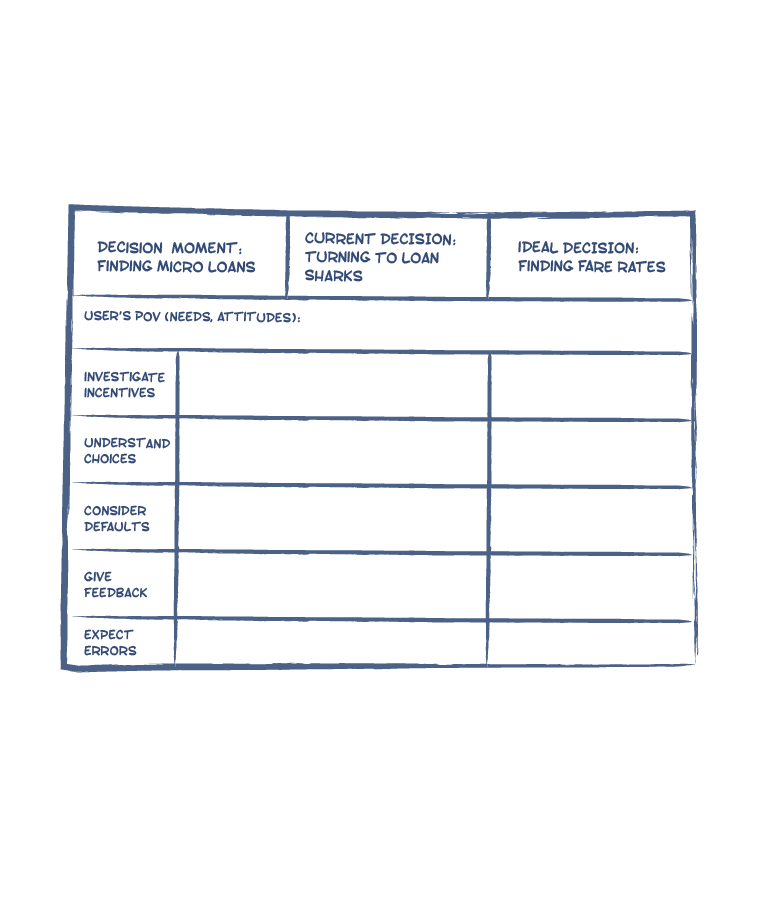 DECISION MOMENT:
FINDING MICRO LOANS
CURRENT DECISION:
TURNING TO LOAN
SHARKS
IDEAL DECISION:
FINDING FARE RATES
USER'S POV (NEEDS, ATTITUDES):
INVESTIGATE
INCENTIVES
UNDERSTAND
CHOICES
CONSIDER
DEFAULTS
GIVE
FEEDBACK
EXPECT
ERRORS